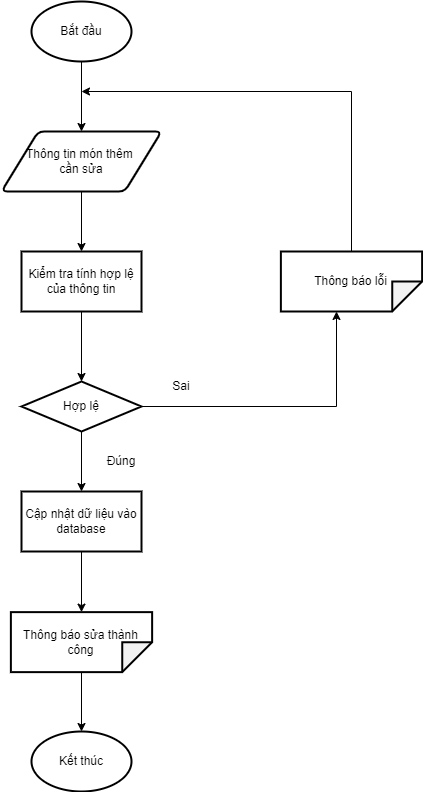 Bắt đầu
Thông tin món thêm
cần sửa
Kiểm tra tính hợp lệ
của thông tin
Thông báo lỗi
Sai
Hợp lệ
Đúng
Cập nhật dữ liệu vào
database
Thông báo sửa thành
công
Kết thúc